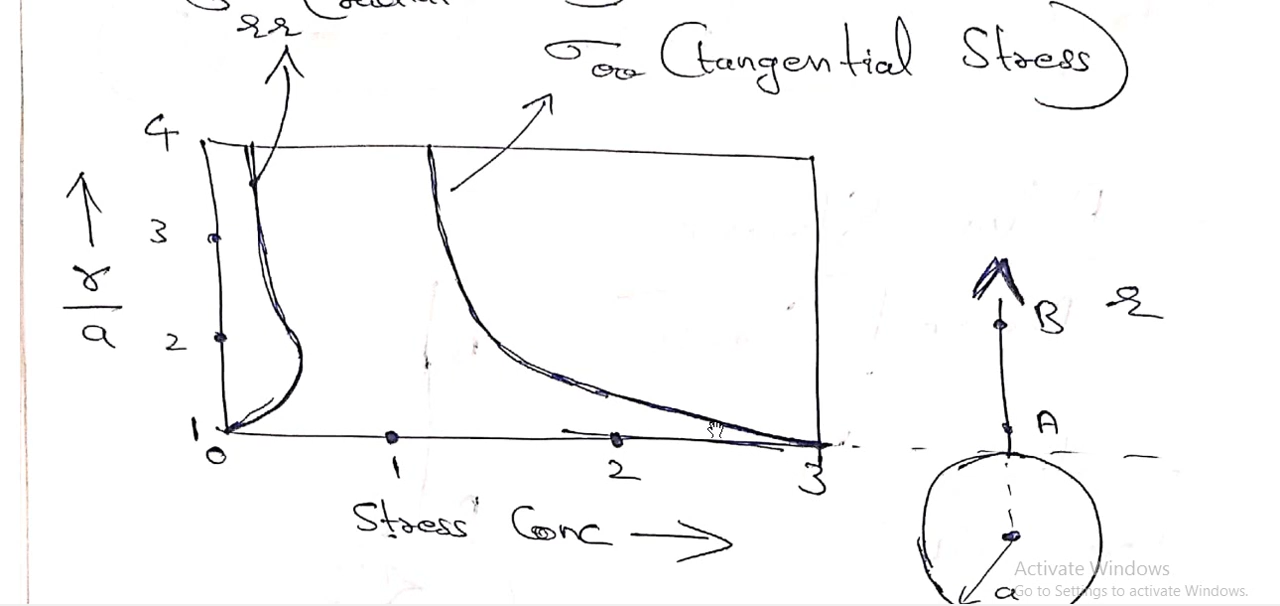 rr
σθθ (tangential Stress)
4
3
r
a
2
1
0
1
2
3
Stress Conc
B
r
A
a
Activate Windows
Go to Settings to activate Windows.